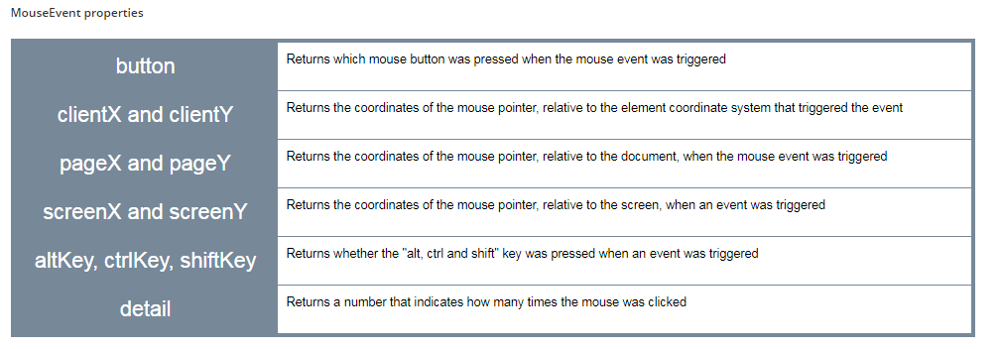 MouseEvent properties
button
Returns which mouse button was pressed when the mouse event was triggered
clientX and clientY
Returns the coordinates of the mouse pointer, relative to the element coordinate system that triggered the event
pageX and pageY
Returns the coordinates of the mouse pointer, relative to the document, when the mouse event was triggered
screenX and screenY
Returns the coordinates of the mouse pointer, relative to the screen, when an event was triggered
altKey, ctrlKey, shiftKey
Returns whether the "alt, ctrl and shift" key was pressed when an event was triggered
detail
Returns a number that indicates how many times the mouse was clicked